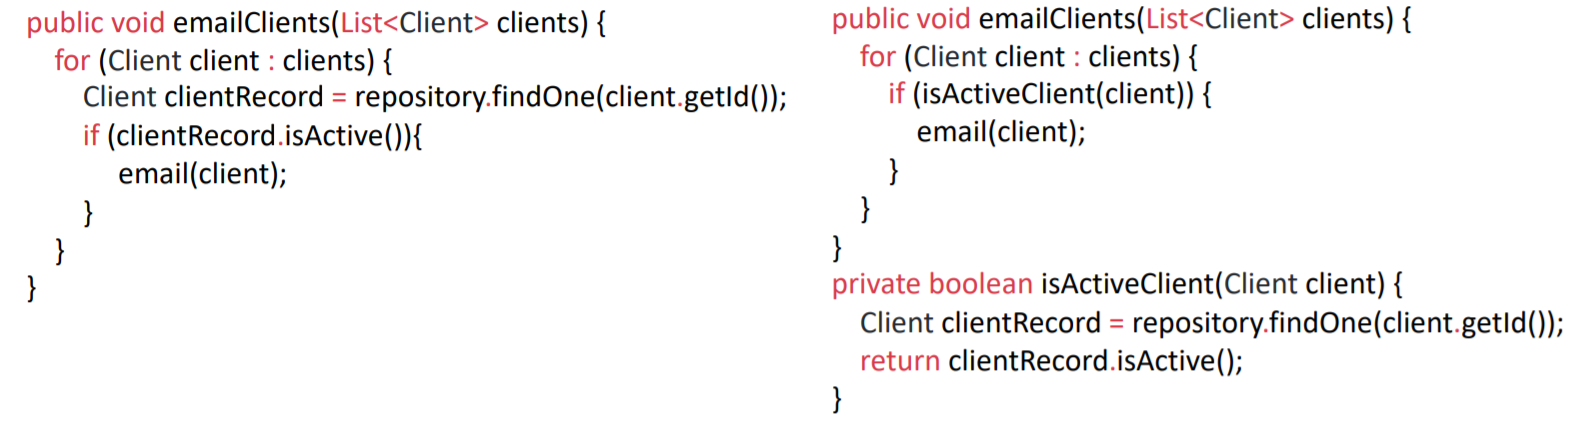 public void emailClients(List<Client> clients) {
for (Client client : clients) {
Client clientRecord = repository.findOne(client.getId());
if (clientRecord.isActive()){
email(client);
}
}
}
public void emailClients(List<Client> clients) {
for (Client client : clients) {
if (isActiveClient(client)) {
email(client);
}
}
}
private boolean isActiveClient(Client client) {
Client clientRecord = repository.findOne(client.getId());
return clientRecord.isActive();
}